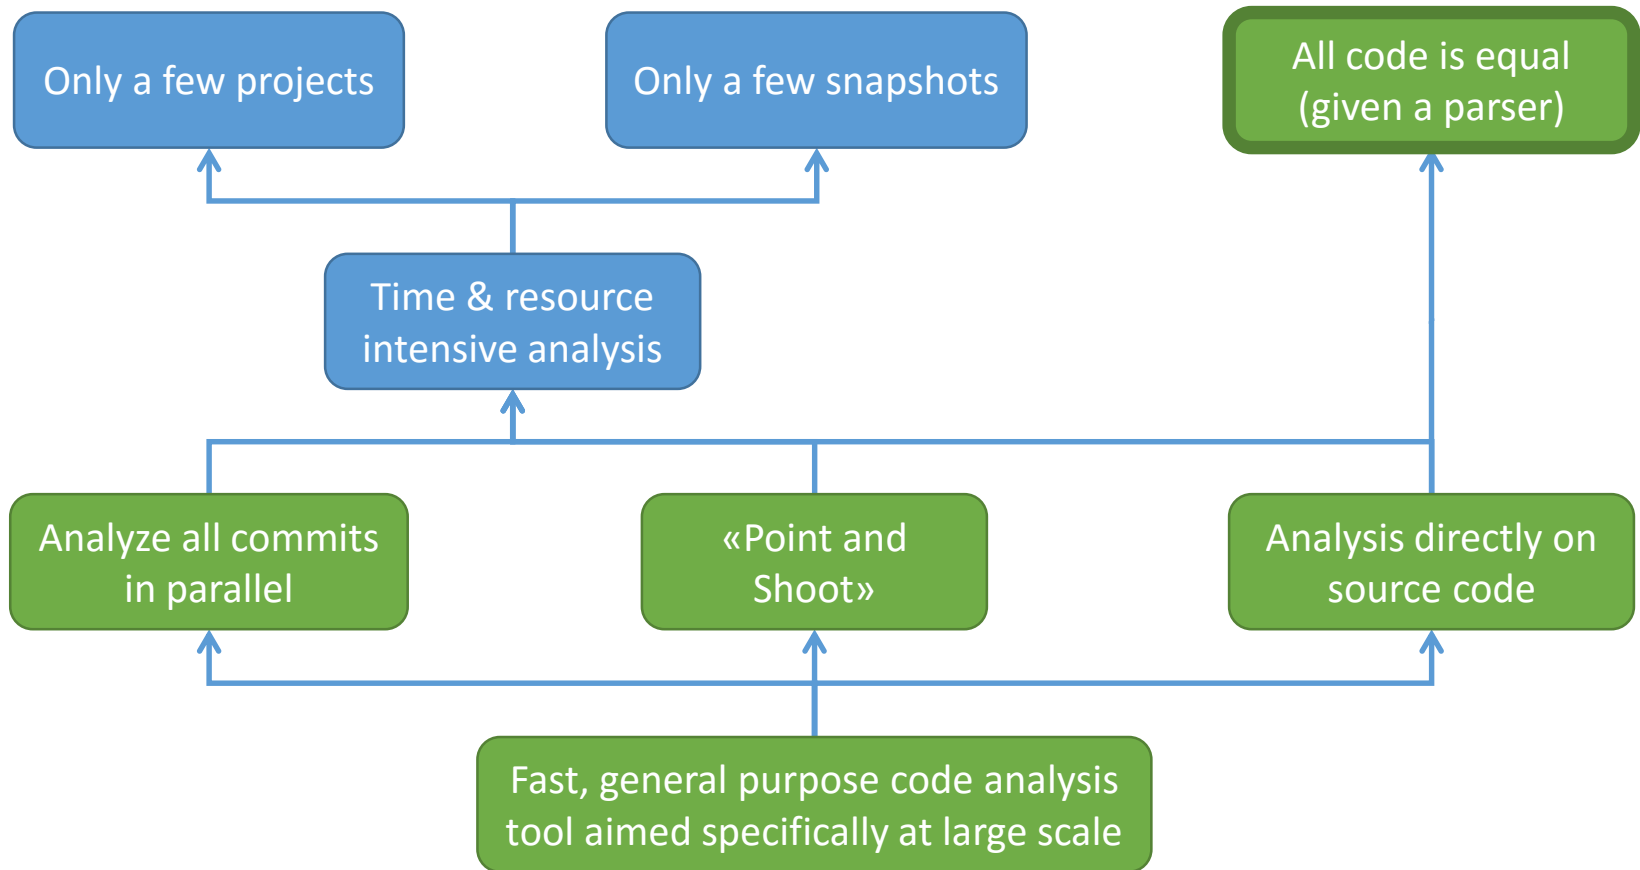 Only a few projects
Only a few snapshots
All code is equal
(given a parser)
Time & resource
intensive analysis
Analyze all commits
in parallel
«Point and
Shoot»
Analysis directly on
source code
Fast, general purpose code analysis
tool aimed specifically at large scale